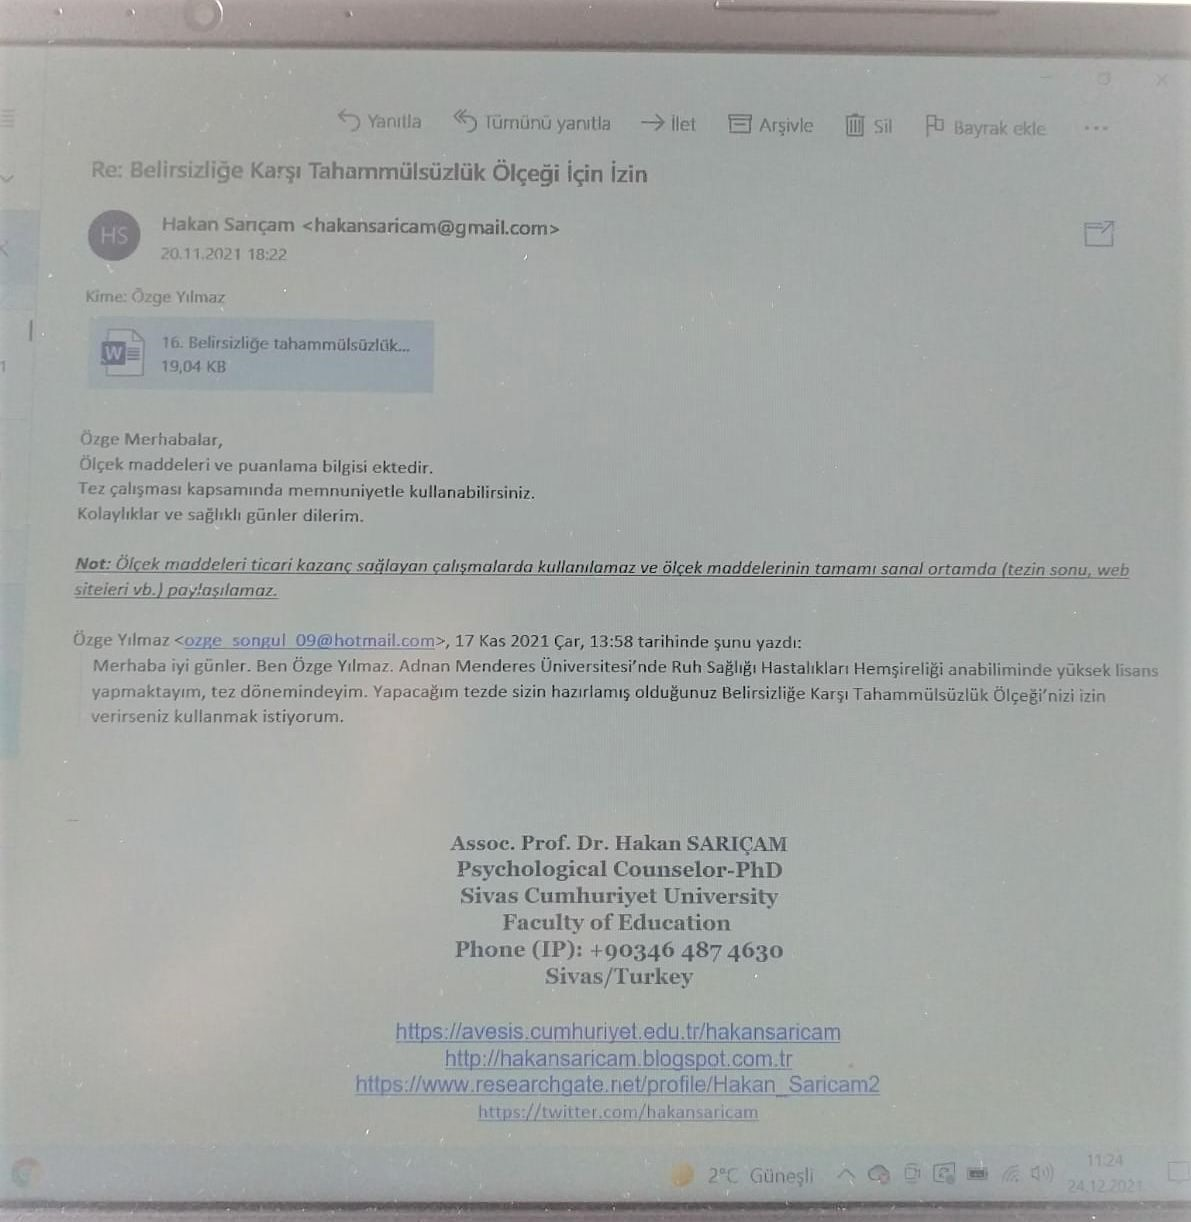 Yanıtla Tümünü yanıtla İlet Arşivle Sil Bayrak ekle ...
Re: Belirsizliğe Karşı Tahammülsüzlük Ölçeği İçin İzin
HS
Hakan Sarıçam <hakansaricam@gmail.com>
20.11.2021 18:22
Kime: Özge Yılmaz
16. Belirsizliğe tahammülsüzlük...
19,04 KB
Özge Merhabalar,
Ölçek maddeleri ve puanlama bilgisi ektedir.
Tez çalışması kapsamında memnuniyetle kullanabilirsiniz.
Kolaylıklar ve sağlıklı günler dilerim.
Not: Ölçek maddeleri ticari kazanç sağlayan çalışmalarda kullanılamaz ve ölçek maddelerinin tamamı sanal ortamda (tezin sonu, web
siteleri vb.) paylaşılamaz.
Özge Yılmaz <ozge_songul_09@hotmail.com>, 17 Kas 2021 Çar, 13:58 tarihinde şunu yazdı:
Merhaba iyi günler. Ben Özge Yılmaz. Adnan Menderes Üniversitesi'nde Ruh Sağlığı Hastalıkları Hemşireliği anabiliminde yüksek lisans
yapmaktayım, tez dönemindeyim. Yapacağım tezde sizin hazırlamış olduğunuz Belirsizliğe Karşı Tahammülsüzlük Ölçeği'nizi izin
verirseniz kullanmak istiyorum.
Assoc. Prof. Dr. Hakan SARIÇAM
Psychological Counselor-PhD
Sivas Cumhuriyet University
Faculty of Education
Phone (IP): +90346 487 4630
Sivas/Turkey
https://avesis.cumhuriyet.edu.tr/hakansaricam
http://hakansaricam.blogspot.com.tr
https://www.researchgate.net/profile/Hakan_Saricam2
https://twitter.com/hakansaricam
2°C Güneşli
11:24
24.12.2021